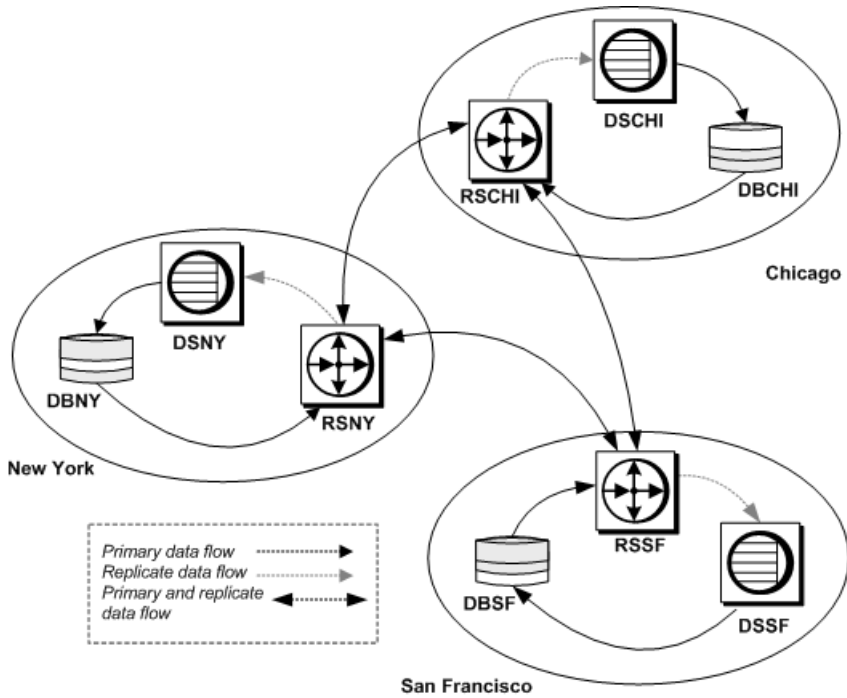 DSCHI
RSCHI
DBCHI
Chicago
DSNY
DBNY
RSNY
New York
RSSF
DBSF
DSSF
San Francisco
Primary data flow
Replicate data flow
Primary and replicate
data flow